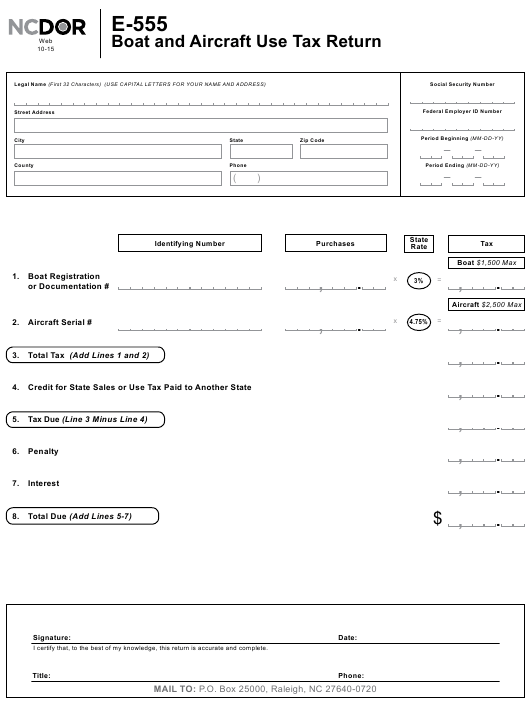 NCDOR
Web
10-15
E-555
Boat and Aircraft Use Tax Return
Legal Name (First 32 Characters) (USE CAPITAL LETTERS FOR YOUR NAME AND ADDRESS)
Social Security Number
Street Address
Federal Employer ID Number
City State Zip Code
Period Beginning (MM-DD-YY)
County Phone
Period Ending (MM-DD-YY)
( )
Identifying Number Purchases State Rate Tax
Boat $1,500 Max
1. Boat Registration
or Documentation # , . x 3% = , .
Aircraft $2,500 Max
2. Aircraft Serial # , . x 4.75% = , .
3. Total Tax (Add Lines 1 and 2) , .
4. Credit for State Sales or Use Tax Paid to Another State , .
5. Tax Due (Line 3 Minus Line 4) , .
6. Penalty , .
7. Interest , .
8. Total Due (Add Lines 5-7) $ , .
Signature: Date:
I certify that, to the best of my knowledge, this return is accurate and complete.
Title: Phone:
MAIL TO: P.O. Box 25000, Raleigh, NC 27640-0720